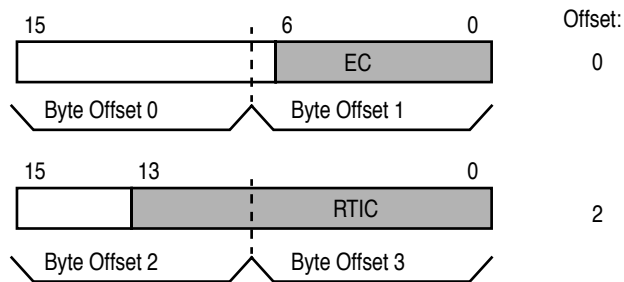 15 6 0 Offset:
EC 0
Byte Offset 0 Byte Offset 1
15 13 0
RTIC 2
Byte Offset 2 Byte Offset 3